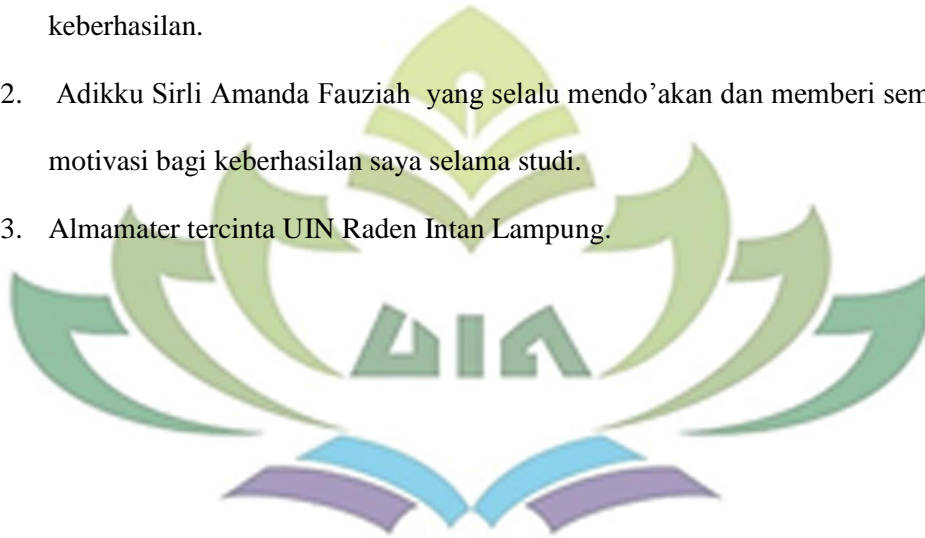 keberhasilan.
2. Adikku Sirli Amanda Fauziah yang selalu mendo’akan dan memberi sem
motivasi bagi keberhasilan saya selama studi.
3. Almamater tercinta UIN Raden Intan Lampung.
UIN